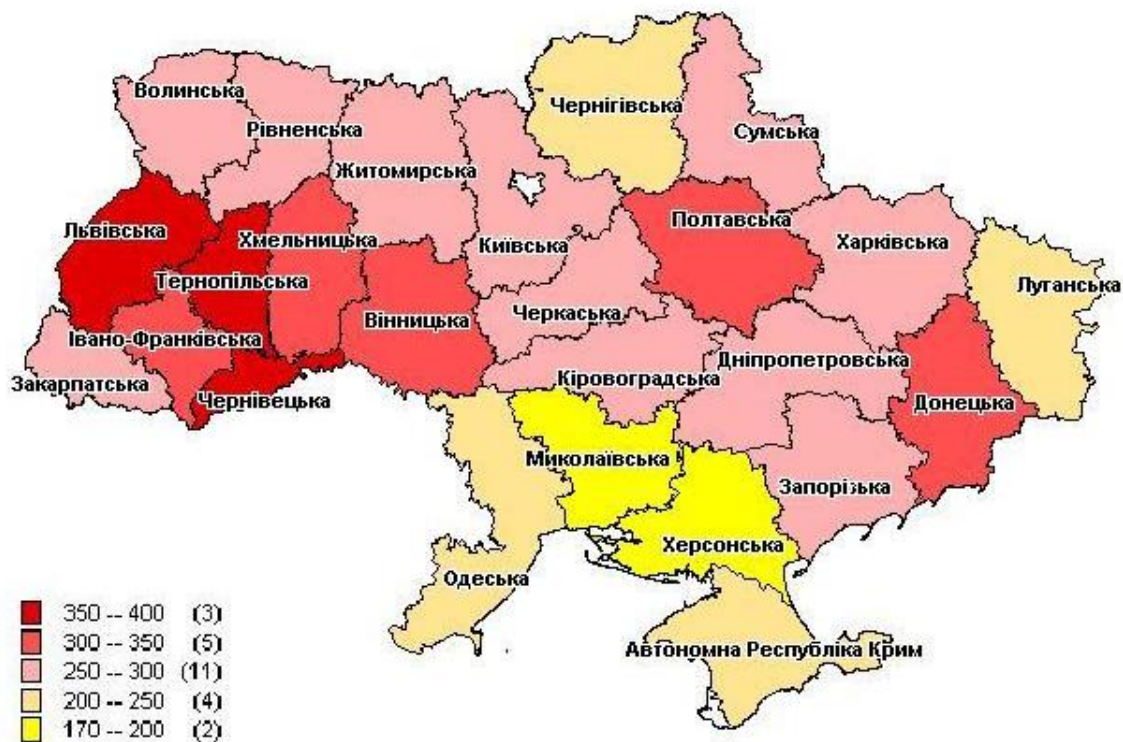 Волинська
Рівненська
Житомирська
Чернігівська
Сумська
Львівська
Хмельницька
Тернопільська
Київська
Полтавська
Харківська
Луганська
Івано-Франківська
Вінницька
Черкаська
Дніпропетровська
Закарпатська
Чернівецька
Кіровоградська
Донецька
Миколаївська
Запорізька
Херсонська
Одеська
Автономна Республіка Крим
350 -- 400 (3)
300 -- 350 (5)
250 -- 300 (11)
200 -- 250 (4)
170 -- 200 (2)